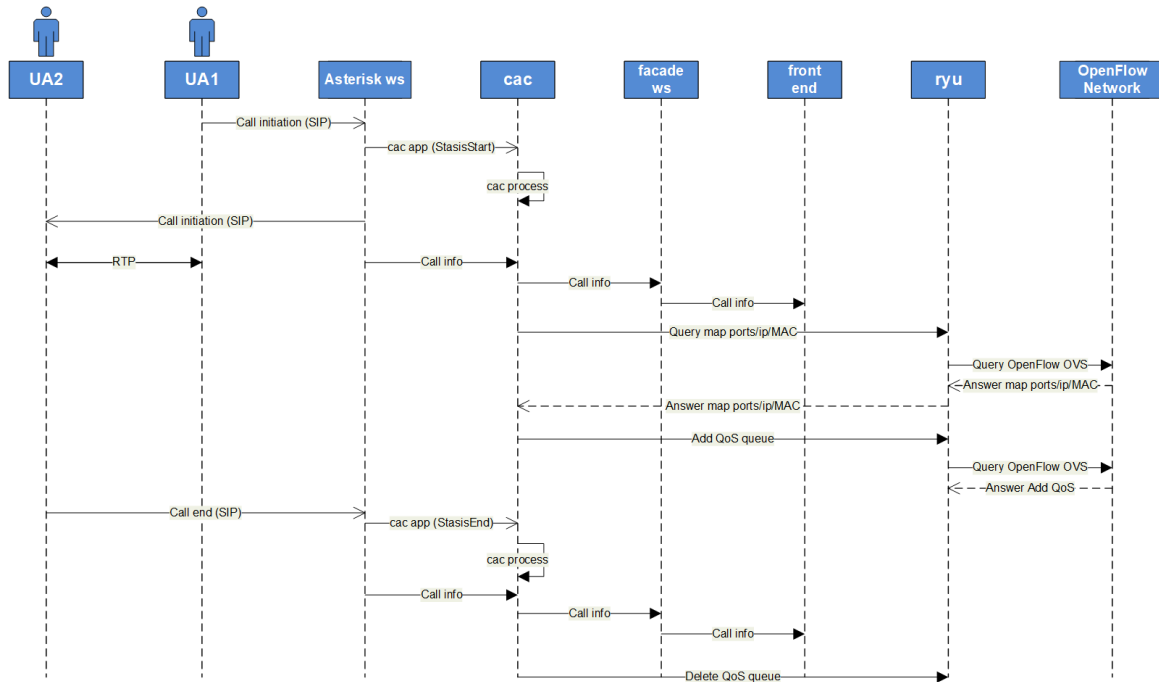 UA2
UA1
Asterisk ws
cac
facade
ws
front
end
ryu
OpenFlow
Network
Call initiation (SIP)
cac app (StasisStart)
cac process
Call initiation (SIP)
RTP
Call info
Call info
Call info
Query map ports/ip/MAC
Query OpenFlow OVS
Answer map ports/ip/MAC
Answer map ports/ip/MAC
Add QoS queue
Query OpenFlow OVS
Answer Add QoS
Call end (SIP)
cac app (StasisEnd)
cac process
Call info
Call info
Call info
Delete QoS queue